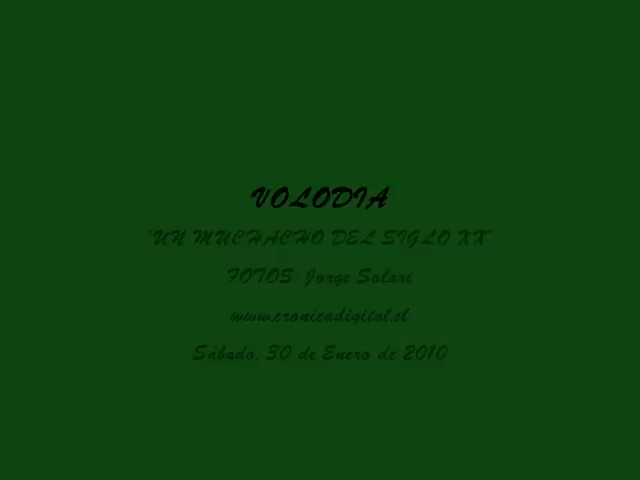 VOLODIA
"UN MUCHACHO DEL SIGLO XX"
FOTOS: Jorge Solari
www.cronicadigital.cl
Sábado, 30 de Enero de 2010